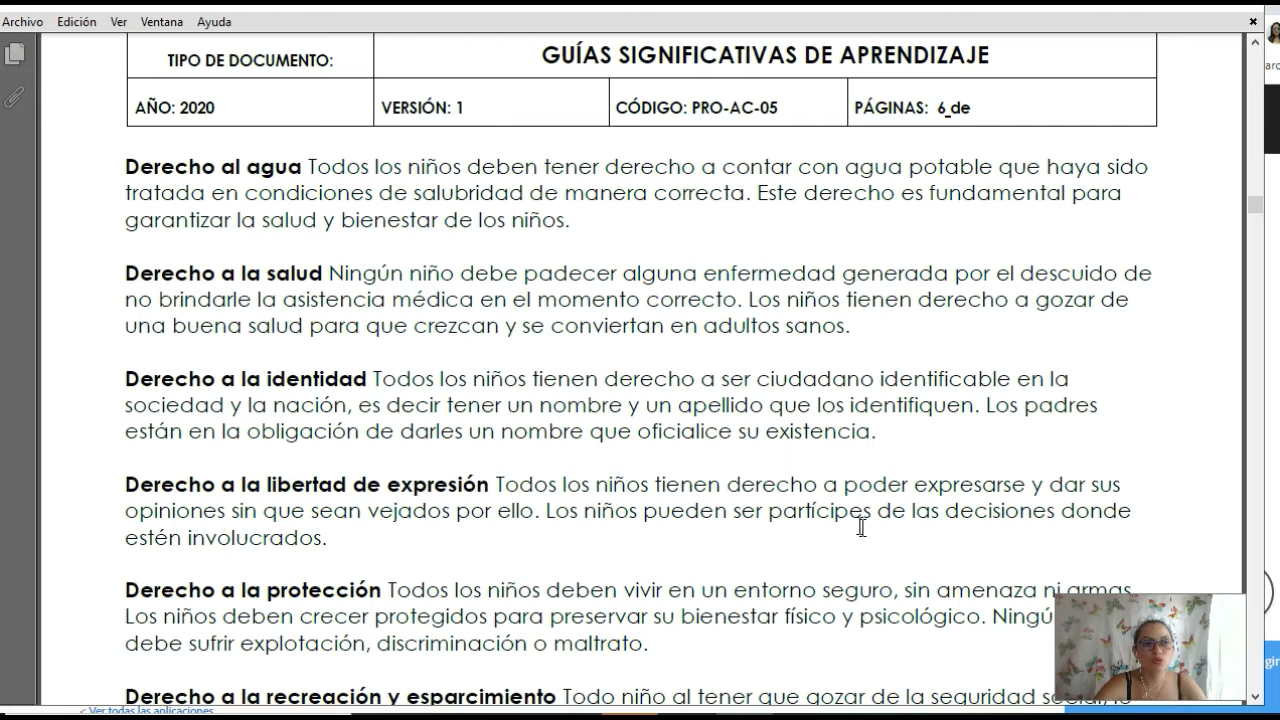 Archivo Edición Ver Ventana Ayuda
TIPO DE DOCUMENTO: GUÍAS SIGNIFICATIVAS DE APRENDIZAJE
AÑO: 2020 VERSIÓN: 1 CÓDIGO: PRO-AC-05 PÁGINAS: 6_de
Derecho al agua Todos los niños deben tener derecho a contar con agua potable que haya sido
tratada en condiciones de salubridad de manera correcta. Este derecho es fundamental para
garantizar la salud y bienestar de los niños.
Derecho a la salud Ningún niño debe padecer alguna enfermedad generada por el descuido de
no brindarle la asistencia médica en el momento correcto. Los niños tienen derecho a gozar de
una buena salud para que crezcan y se conviertan en adultos sanos.
Derecho a la identidad Todos los niños tienen derecho a ser ciudadano identificable en la
sociedad y la nación, es decir tener un nombre y un apellido que los identifiquen. Los padres
están en la obligación de darles un nombre que oficialice su existencia.
Derecho a la libertad de expresión Todos los niños tienen derecho a poder expresarse y dar sus
opiniones sin que sean vejados por ello. Los niños pueden ser partícipes de las decisiones donde
estén involucrados.
Derecho a la protección Todos los niños deben vivir en un entorno seguro, sin amenaza ni armas.
Los niños deben crecer protegidos para preservar su bienestar físico y psicológico.
debe sufrir explotación, discriminación o maltrato.
Derecho a la recreación y esparcimiento Todo niño al tener que gozar de la seguridad
< Ver todas las aplicaciones